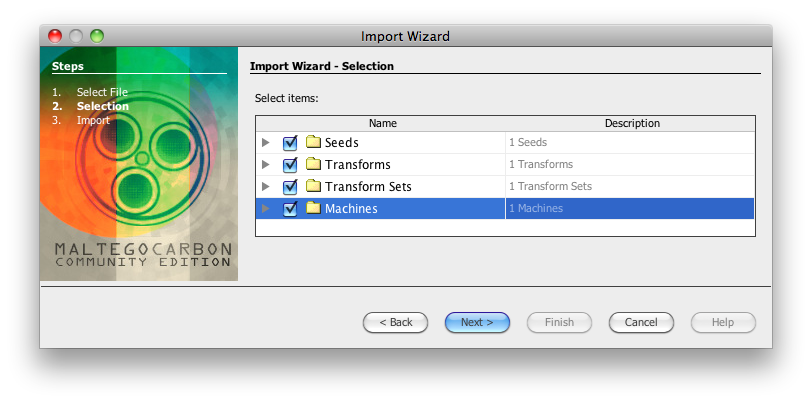 Import Wizard
Steps
1. Select File
2. Selection
3. Import
MALTEGOCARBON
COMMUNITY EDITION
Import Wizard - Selection
Select items:
Name Description
Seeds 1 Seeds
Transforms 1 Transforms
Transform Sets 1 Transform Sets
Machines 1 Machines
< Back Next > Finish Cancel Help